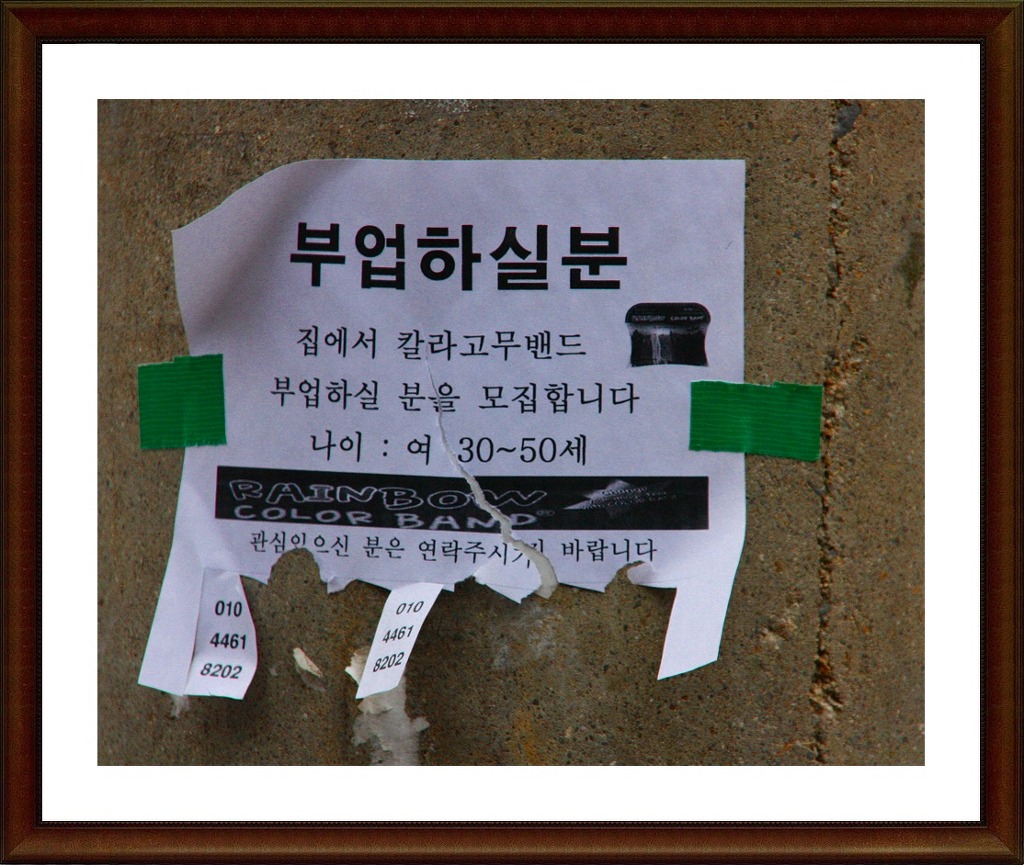 부업하실분
집에서 칼라고무밴드
부업하실 분을 모집합니다
나이 : 여 30~50세
RAINBOW
COLOR BAND®
관심있으신 분은 연락주시기 바랍니다
010
4461
8202
010
4461
8202